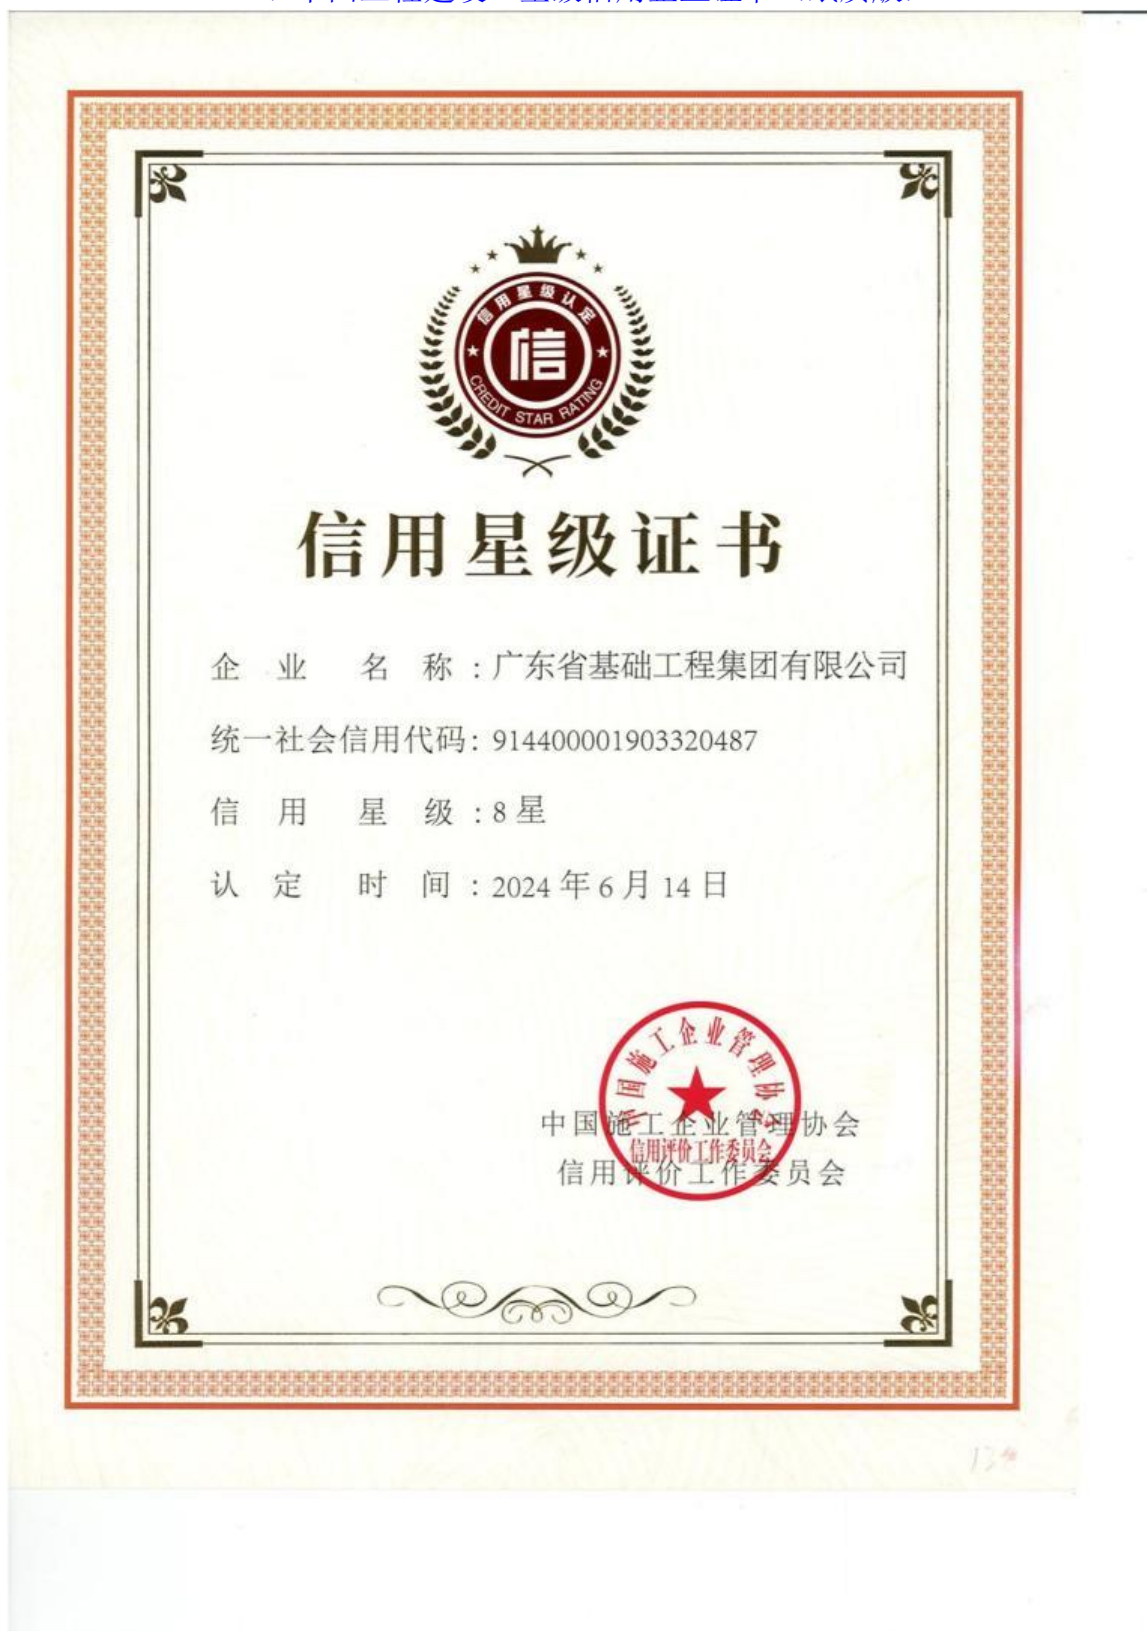 信用星级认定
信
CREDIT STAR RATING
信用星级证书
企业名称:广东省基础工程集团有限公司
统一社会信用代码:914400001903320487
信用星级:8星
认定时间:2024年6月14日
中国施工企业管理协会
信用评价工作委员会
中国施工企业管理协会
信用评价工作委员会